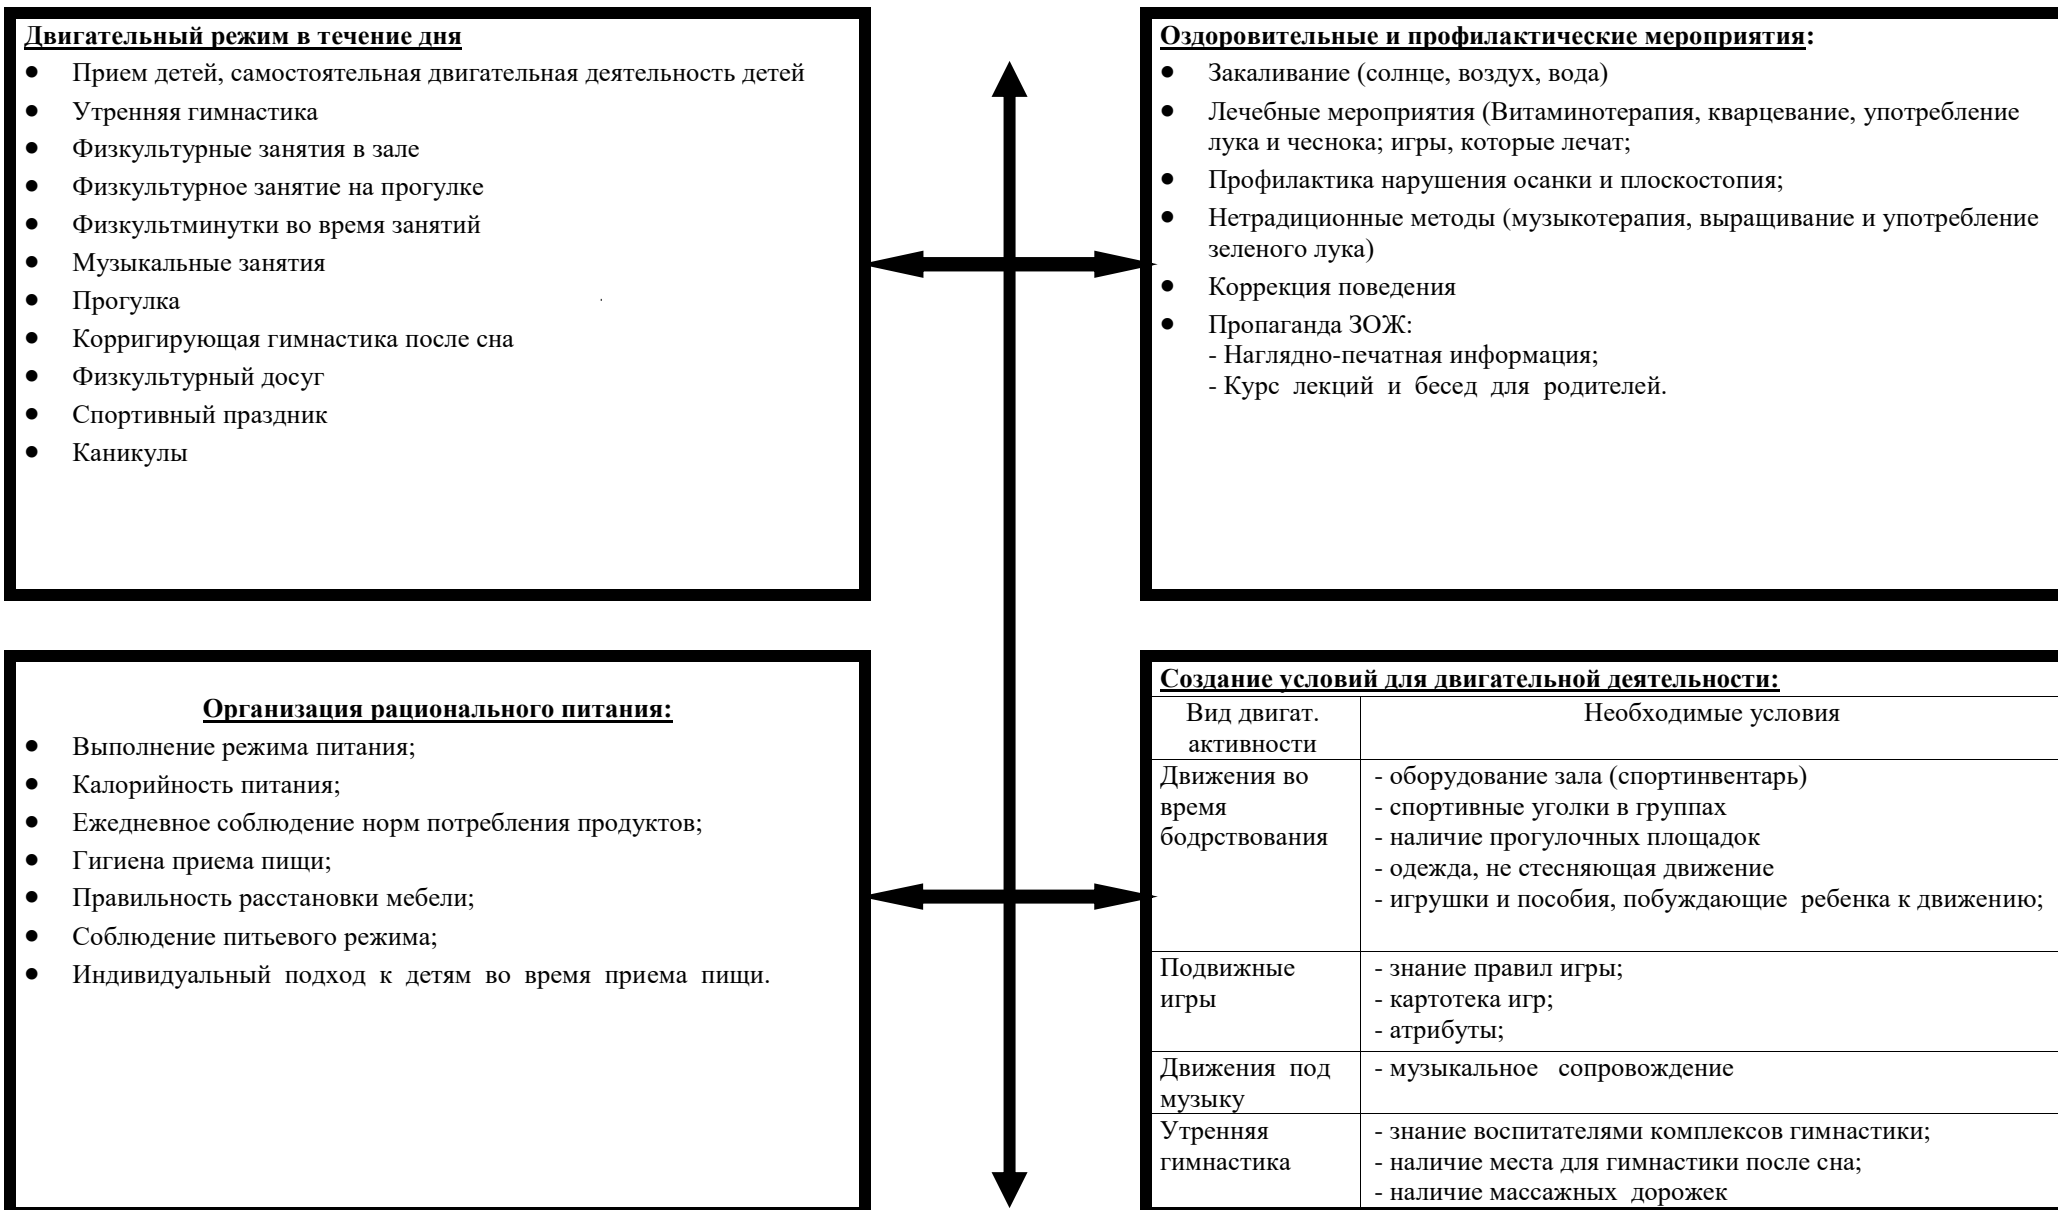 Двигательный режим в течение дня
● Прием детей, самостоятельная двигательная деятельность детей
● Утренняя гимнастика
● Физкультурные занятия в зале
● Физкультурное занятие на прогулке
● Физкультминутки во время занятий
● Музыкальные занятия
● Прогулка
● Корригирующая гимнастика после сна
● Физкультурный досуг
● Спортивный праздник
● Каникулы
Оздоровительные и профилактические мероприятия:
● Закаливание (солнце, воздух, вода)
● Лечебные мероприятия (Витаминотерапия, кварцевание, употребление
лука и чеснока; игры, которые лечат;
● Профилактика нарушения осанки и плоскостопия;
● Нетрадиционные методы (музыкотерапия, выращивание и употребление
зеленого лука)
● Коррекция поведения
● Пропаганда ЗОЖ:
- Наглядно-печатная информация;
- Курс лекций и бесед для родителей.
Организация рационального питания:
● Выполнение режима питания;
● Калорийность питания;
● Ежедневное соблюдение норм потребления продуктов;
● Гигиена приема пищи;
● Правильность расстановки мебели;
● Соблюдение питьевого режима;
● Индивидуальный подход к детям во время приема пищи.
Создание условий для двигательной деятельности:
Вид двигат.
активности
Необходимые условия
Движения во
время
бодрствования
- оборудование зала (спортинвентарь)
- спортивные уголки в группах
- наличие прогулочных площадок
- одежда, не стесняющая движение
- игрушки и пособия, побуждающие ребенка к движению;
Подвижные
игры
- знание правил игры;
- картотека игр;
- атрибуты;
Движения под
музыку
- музыкальное сопровождение
Утренняя
гимнастика
- знание воспитателями комплексов гимнастики;
- наличие места для гимнастики после сна;
- наличие массажных дорожек